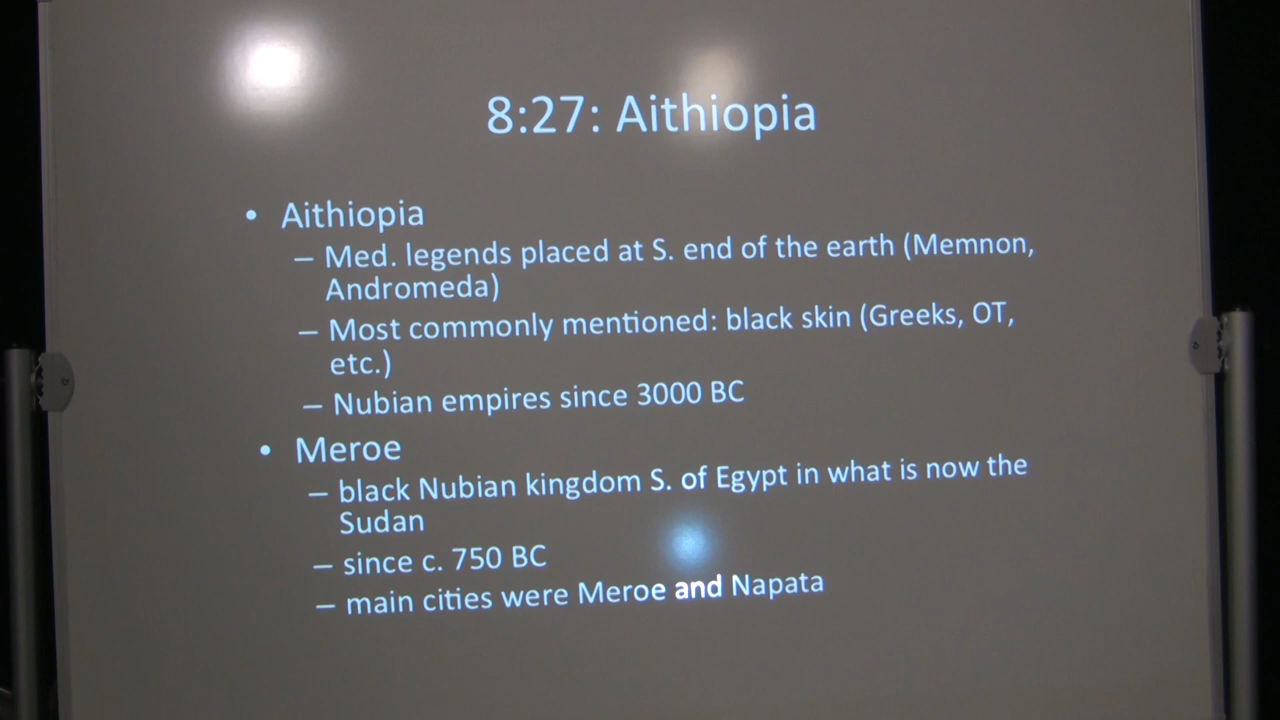 8:27: Aithiopia
• Aithiopia
– Med. legends placed at S. end of the earth (Memnon,
Andromeda)
– Most commonly mentioned: black skin (Greeks, OT,
etc.)
– Nubian empires since 3000 BC
• Meroe
– black Nubian kingdom S. of Egypt in what is now the
Sudan
– since c. 750 BC
– main cities were Meroe and Napata